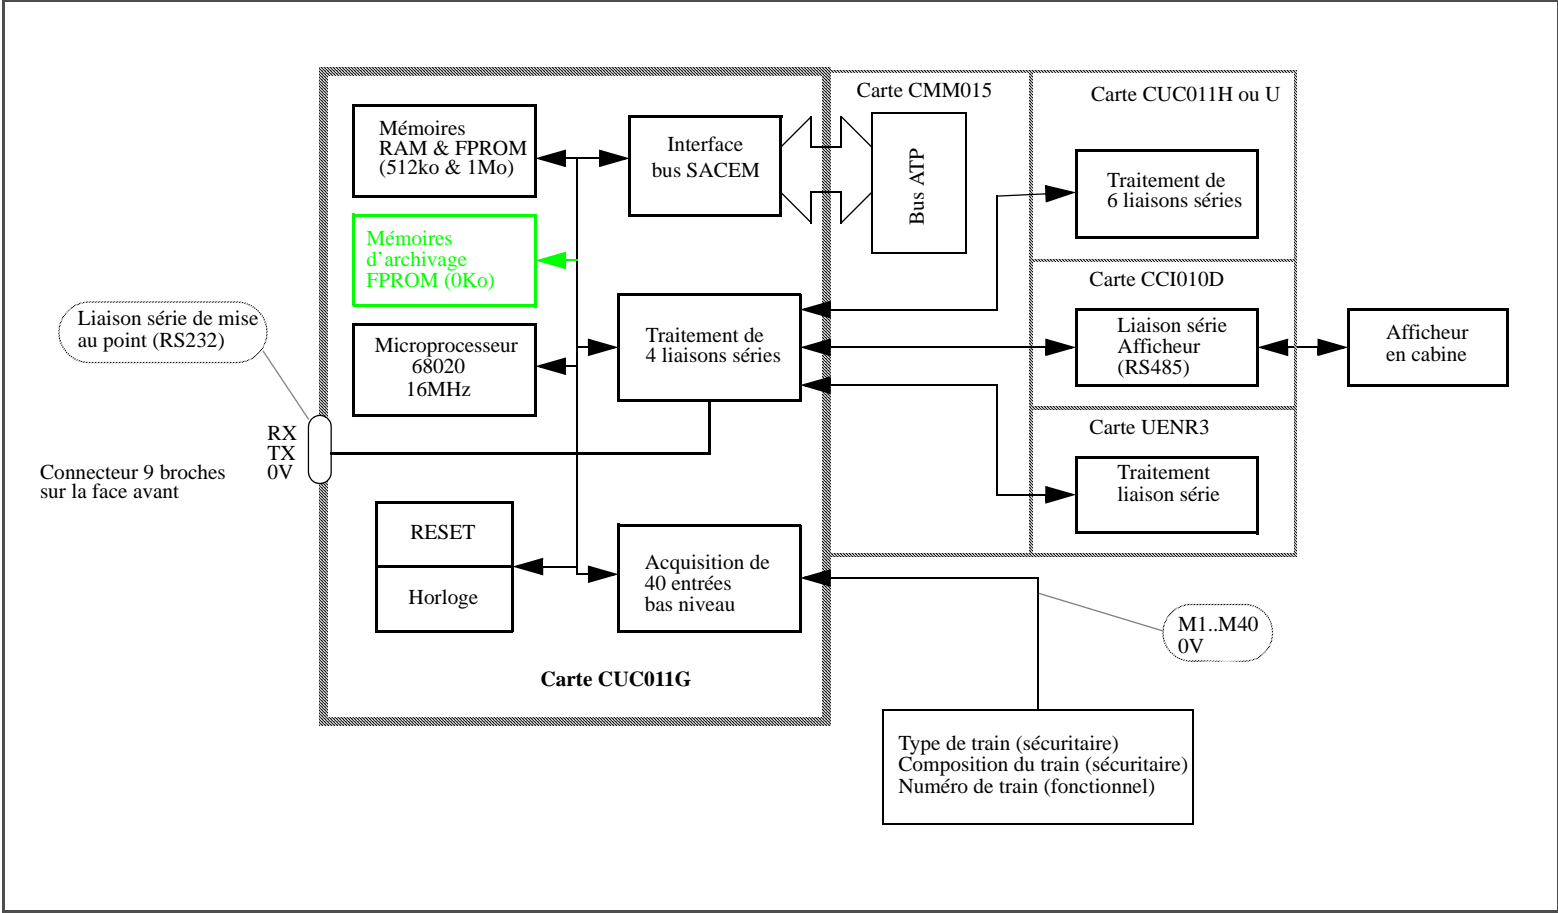 Carte CMM015
Carte CUC011H ou U
Mémoires
RAM & FPROM
(512ko & 1Mo)
Interface
bus SACEM
Bus ATP
Traitement de
6 liaisons séries
Mémoires
d’archivage
FPROM (0Ko)
Carte CCI010D
Liaison série de mise
au point (RS232)
Microprocesseur
68020
16MHz
Traitement de
4 liaisons séries
Liaison série
Afficheur
(RS485)
Afficheur
en cabine
RX
TX
0V
Connecteur 9 broches
sur la face avant
Carte UENR3
Traitement
liaison série
RESET
Horloge
Acquisition de
40 entrées
bas niveau
M1..M40
0V
Carte CUC011G
Type de train (sécuritaire)
Composition du train (sécuritaire)
Numéro de train (fonctionnel)